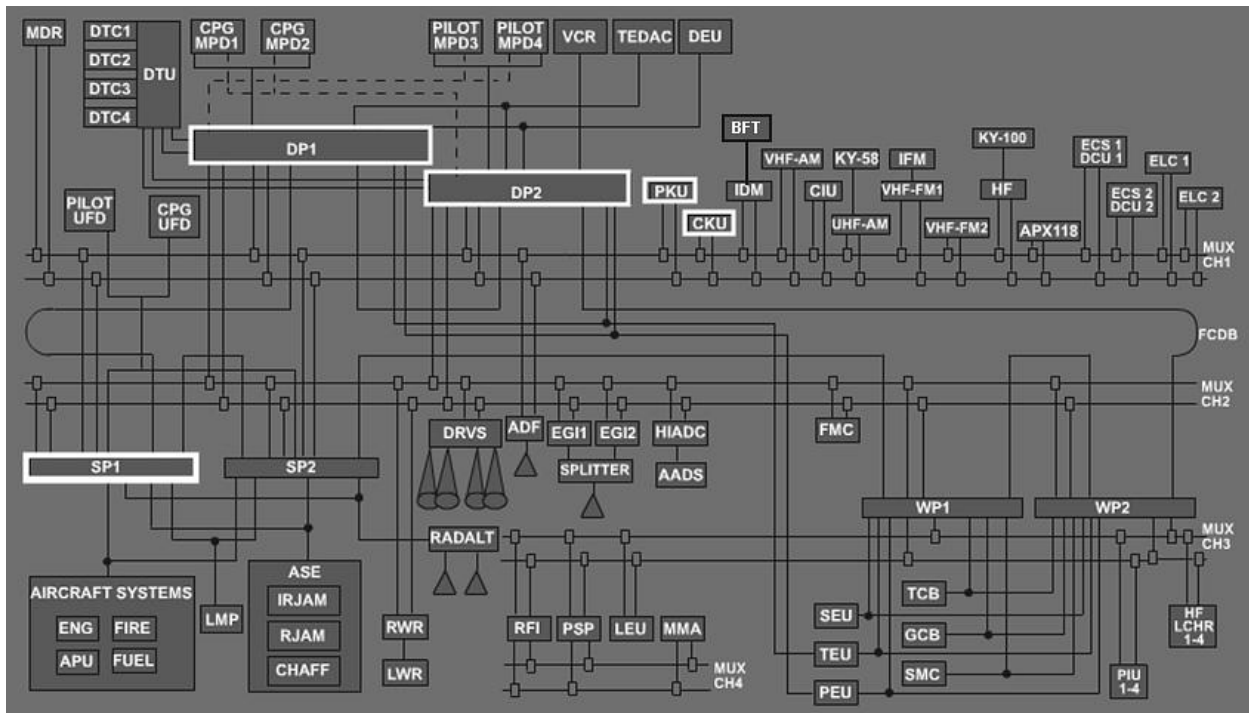 MDR
DTC1
DTC2
DTC3
DTC4
DTU
CPG
MPD1
CPG
MPD2
PILOT
MPD3
PILOT
MPD4
VCR
TEDAC
DEU
DP1
DP2
PILOT
UFD
CPG
UFD
PKU
CKU
BFT
IDM
VHF-AM
CIU
KY-58
UHF-AM
IFM
VHF-FM1
VHF-FM2
KY-100
HF
APX118
ECS 1
DCU 1
ECS 2
DCU 2
ELC 1
ELC 2
MUX
CH1
FCDB
MUX
CH2
SP1
SP2
DRVS
ADF
EGI1
EGI2
SPLITTER
HIADC
AADS
FMC
WP1
WP2
RADALT
MUX
CH3
AIRCRAFT SYSTEMS
ENG
FIRE
APU
FUEL
LMP
ASE
IRJAM
RJAM
CHAFF
RWR
LWR
RFI
PSP
LEU
MMA
MUX
CH4
SEU
TEU
PEU
TCB
GCB
SMC
PIU
1-4
HF
LCHR
1-4